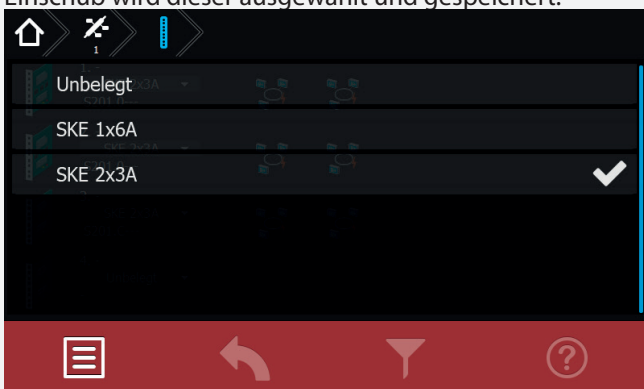 Einschub wird dieser ausgewählt und gespeichert.
1
Unbelegt
SKE 1x6A
SKE 2x3A